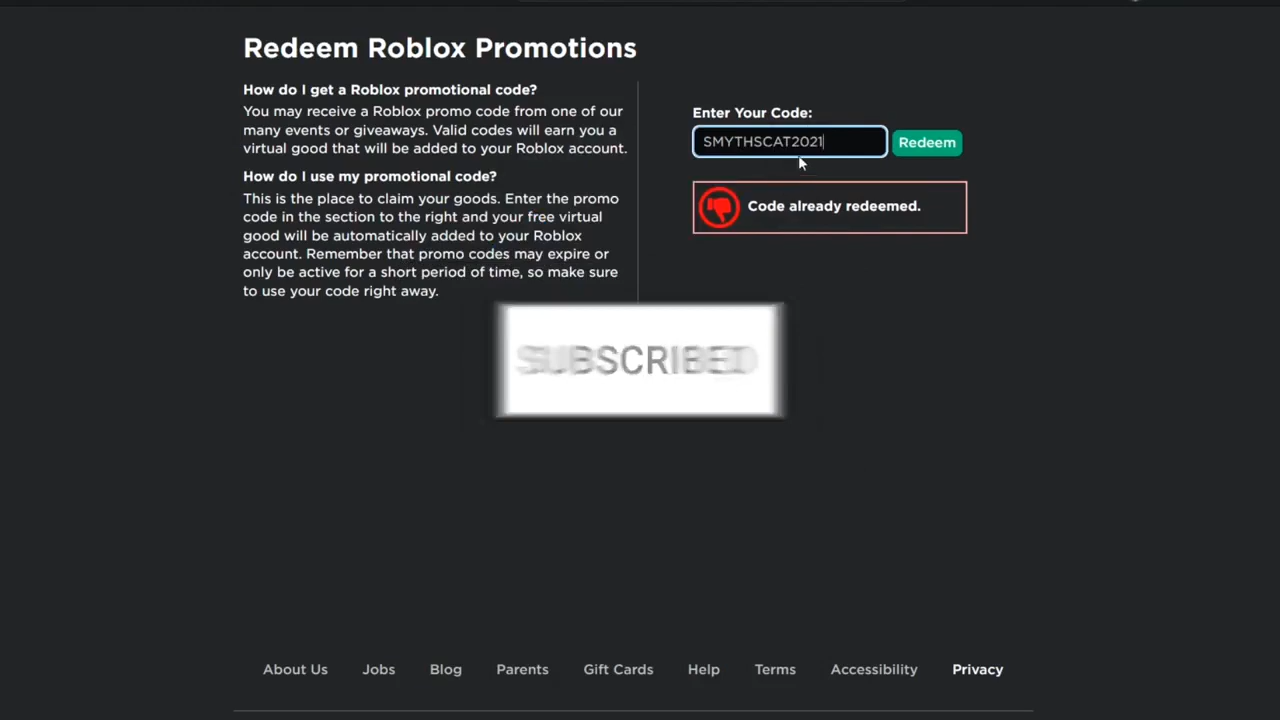 Redeem Roblox Promotions
How do I get a Roblox promotional code?
You may receive a Roblox promo code from one of our
many events or giveaways. Valid codes will earn you a
virtual good that will be added to your Roblox account.
How do I use my promotional code?
This is the place to claim your goods. Enter the promo
code in the section to the right and your free virtual
good will be automatically added to your Roblox
account. Remember that promo codes may expire or
only be active for a short period of time, so make sure
to use your code right away.
Enter Your Code:
SMYTHSCAT2021
Redeem
Code already redeemed.
SUBSCRIBED
About Us
Jobs
Blog
Parents
Gift Cards
Help
Terms
Accessibility
Privacy